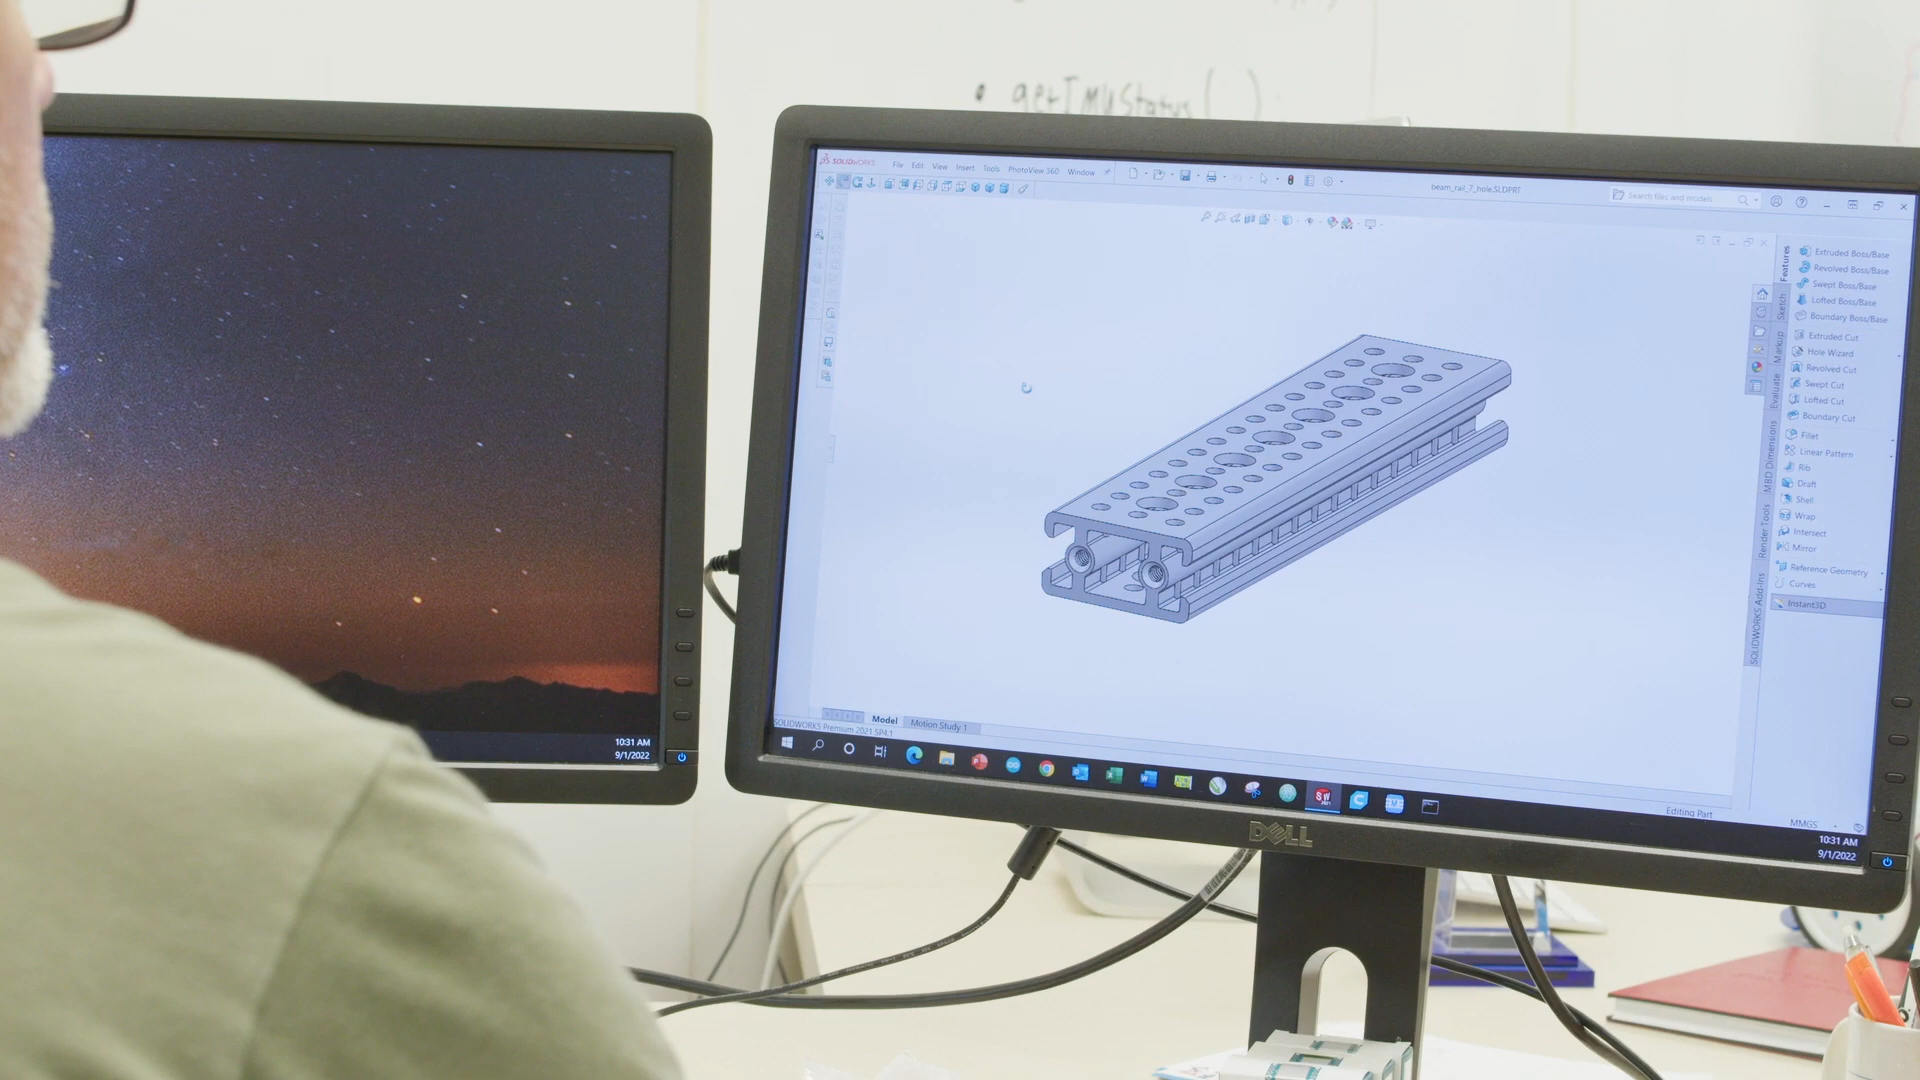 getIMUStatus( )
SOLIDWORKS File Edit View Insert Tools PhotoView 360 Window
beam_rail_7_hole.SLDPRT
Search files and models
Features
Sketch
Markup
Evaluate
MBD Dimensions
Render Tools
SOLIDWORKS Add-Ins
Extruded Boss/Base
Revolved Boss/Base
Swept Boss/Base
Lofted Boss/Base
Boundary Boss/Base
Extruded Cut
Hole Wizard
Revolved Cut
Swept Cut
Lofted Cut
Boundary Cut
Fillet
Linear Pattern
Rib
Draft
Shell
Wrap
Intersect
Mirror
Reference Geometry
Curves
Instant3D
Model Motion Study 1
SOLIDWORKS Premium 2021 SP4.1
Editing Part
MMGS
10:31 AM
9/1/2022
10:31 AM
9/1/2022
DELL